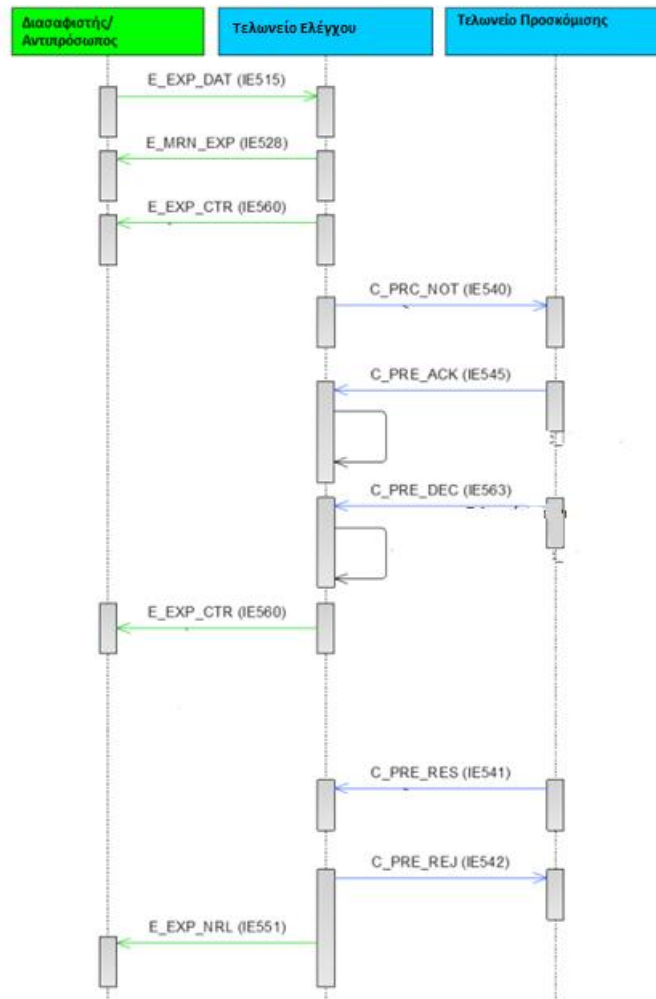 Διασαφιστής/
Αντιπρόσωπος
Τελωνείο Ελέγχου
Τελωνείο Προσκόμισης
E_EXP_DAT (IE515)
E_MRN_EXP (IE528)
E_EXP_CTR (IE560)
C_PRC_NOT (IE540)
C_PRE_ACK (IE545)
C_PRE_DEC (IE563)
E_EXP_CTR (IE560)
C_PRE_RES (IE541)
C_PRE_REJ (IE542)
E_EXP_NRL (IE551)